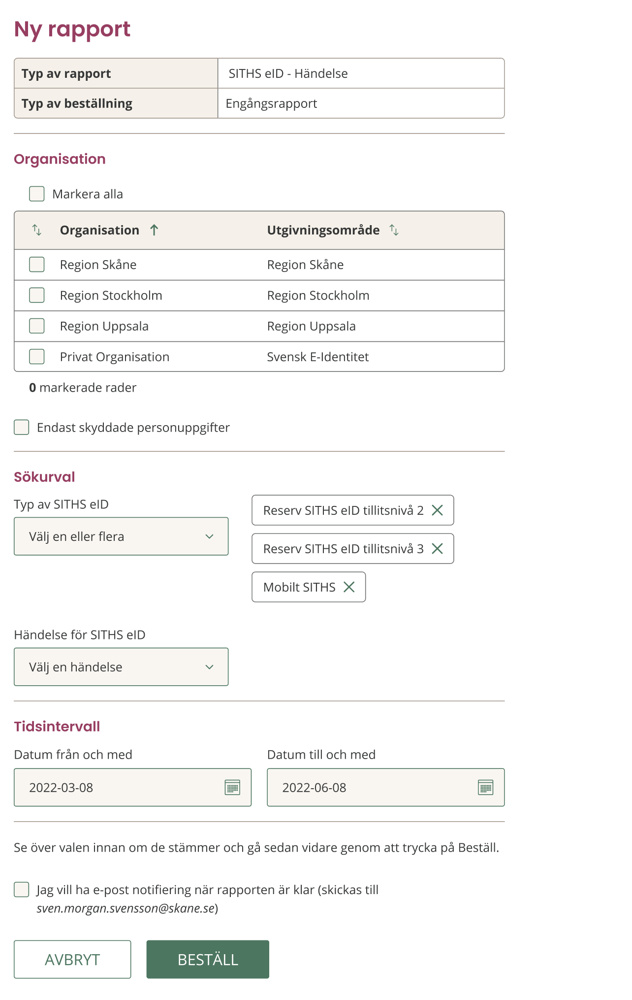 Ny rapport
Typ av rapport SITHS eID - Händelse
Typ av beställning Engångsrapport
Organisation
Markera alla
Organisation Utgivningsområde
Region Skåne Region Skåne
Region Stockholm Region Stockholm
Region Uppsala Region Uppsala
Privat Organisation Svensk E-Identitet
0 markerade rader
Endast skyddade personuppgifter
Sökurval
Typ av SITHS eID
Välj en eller flera
Reserv SITHS eID tillitsnivå 2
Reserv SITHS eID tillitsnivå 3
Mobilt SITHS
Händelse för SITHS eID
Välj en händelse
Tidsintervall
Datum från och med Datum till och med
2022-03-08 2022-06-08
Se över valen innan om de stämmer och gå sedan vidare genom att trycka på Beställ.
Jag vill ha e-post notifiering när rapporten är klar (skickas till
sven.morgan.svensson@skane.se)
AVBRYT BESTÄLL